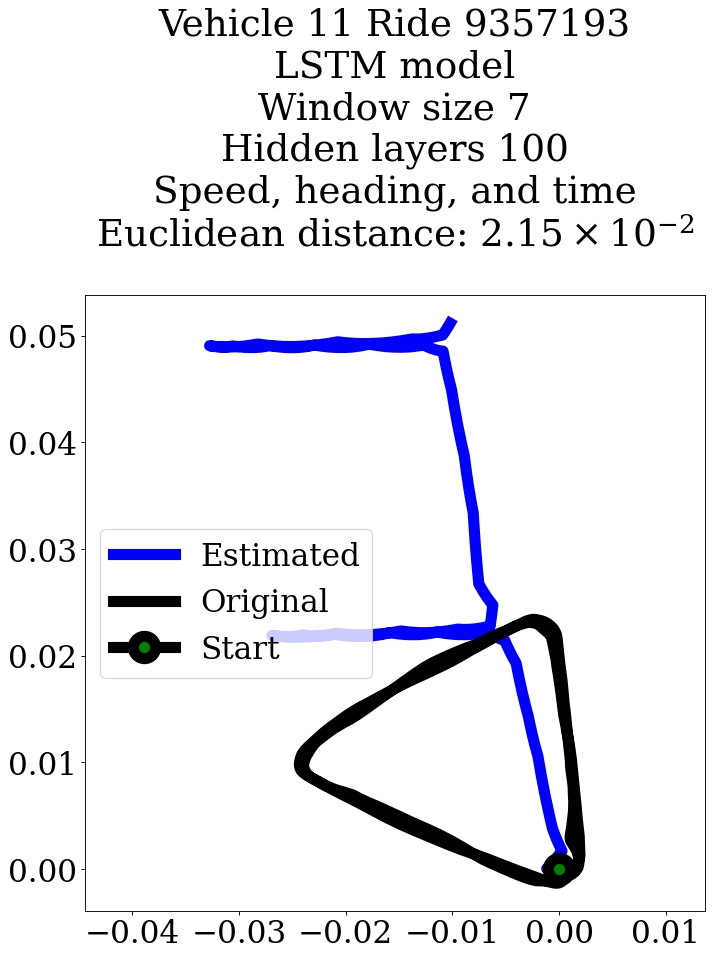 Vehicle 11 Ride 9357193
LSTM model
Window size 7
Hidden layers 100
Speed, heading, and time
Euclidean distance: 2.15 × 10⁻²
0.05
0.04
0.03
0.02
0.01
0.00
Estimated
Original
Start
−0.04 −0.03 −0.02 −0.01 0.00 0.01